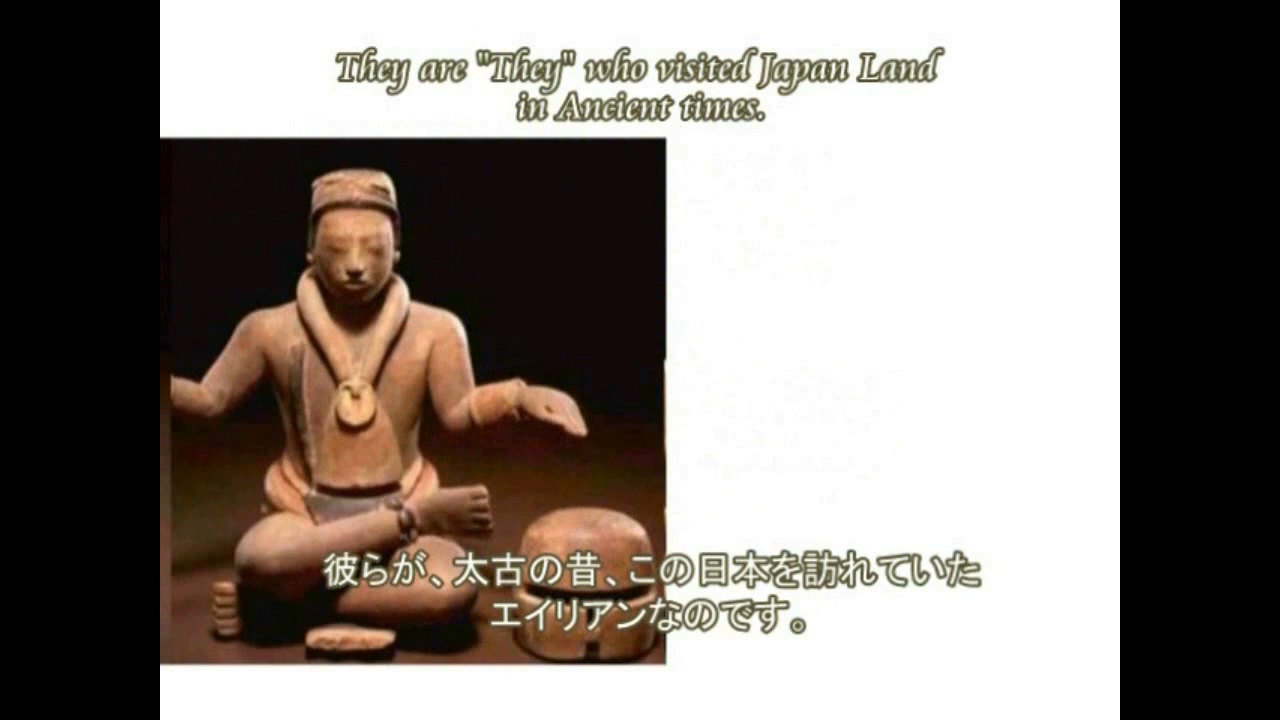 They are "They" who visited Japan Land
in Ancient times.
彼らが、太古の昔、この日本を訪れていた
エイリアンなのです。